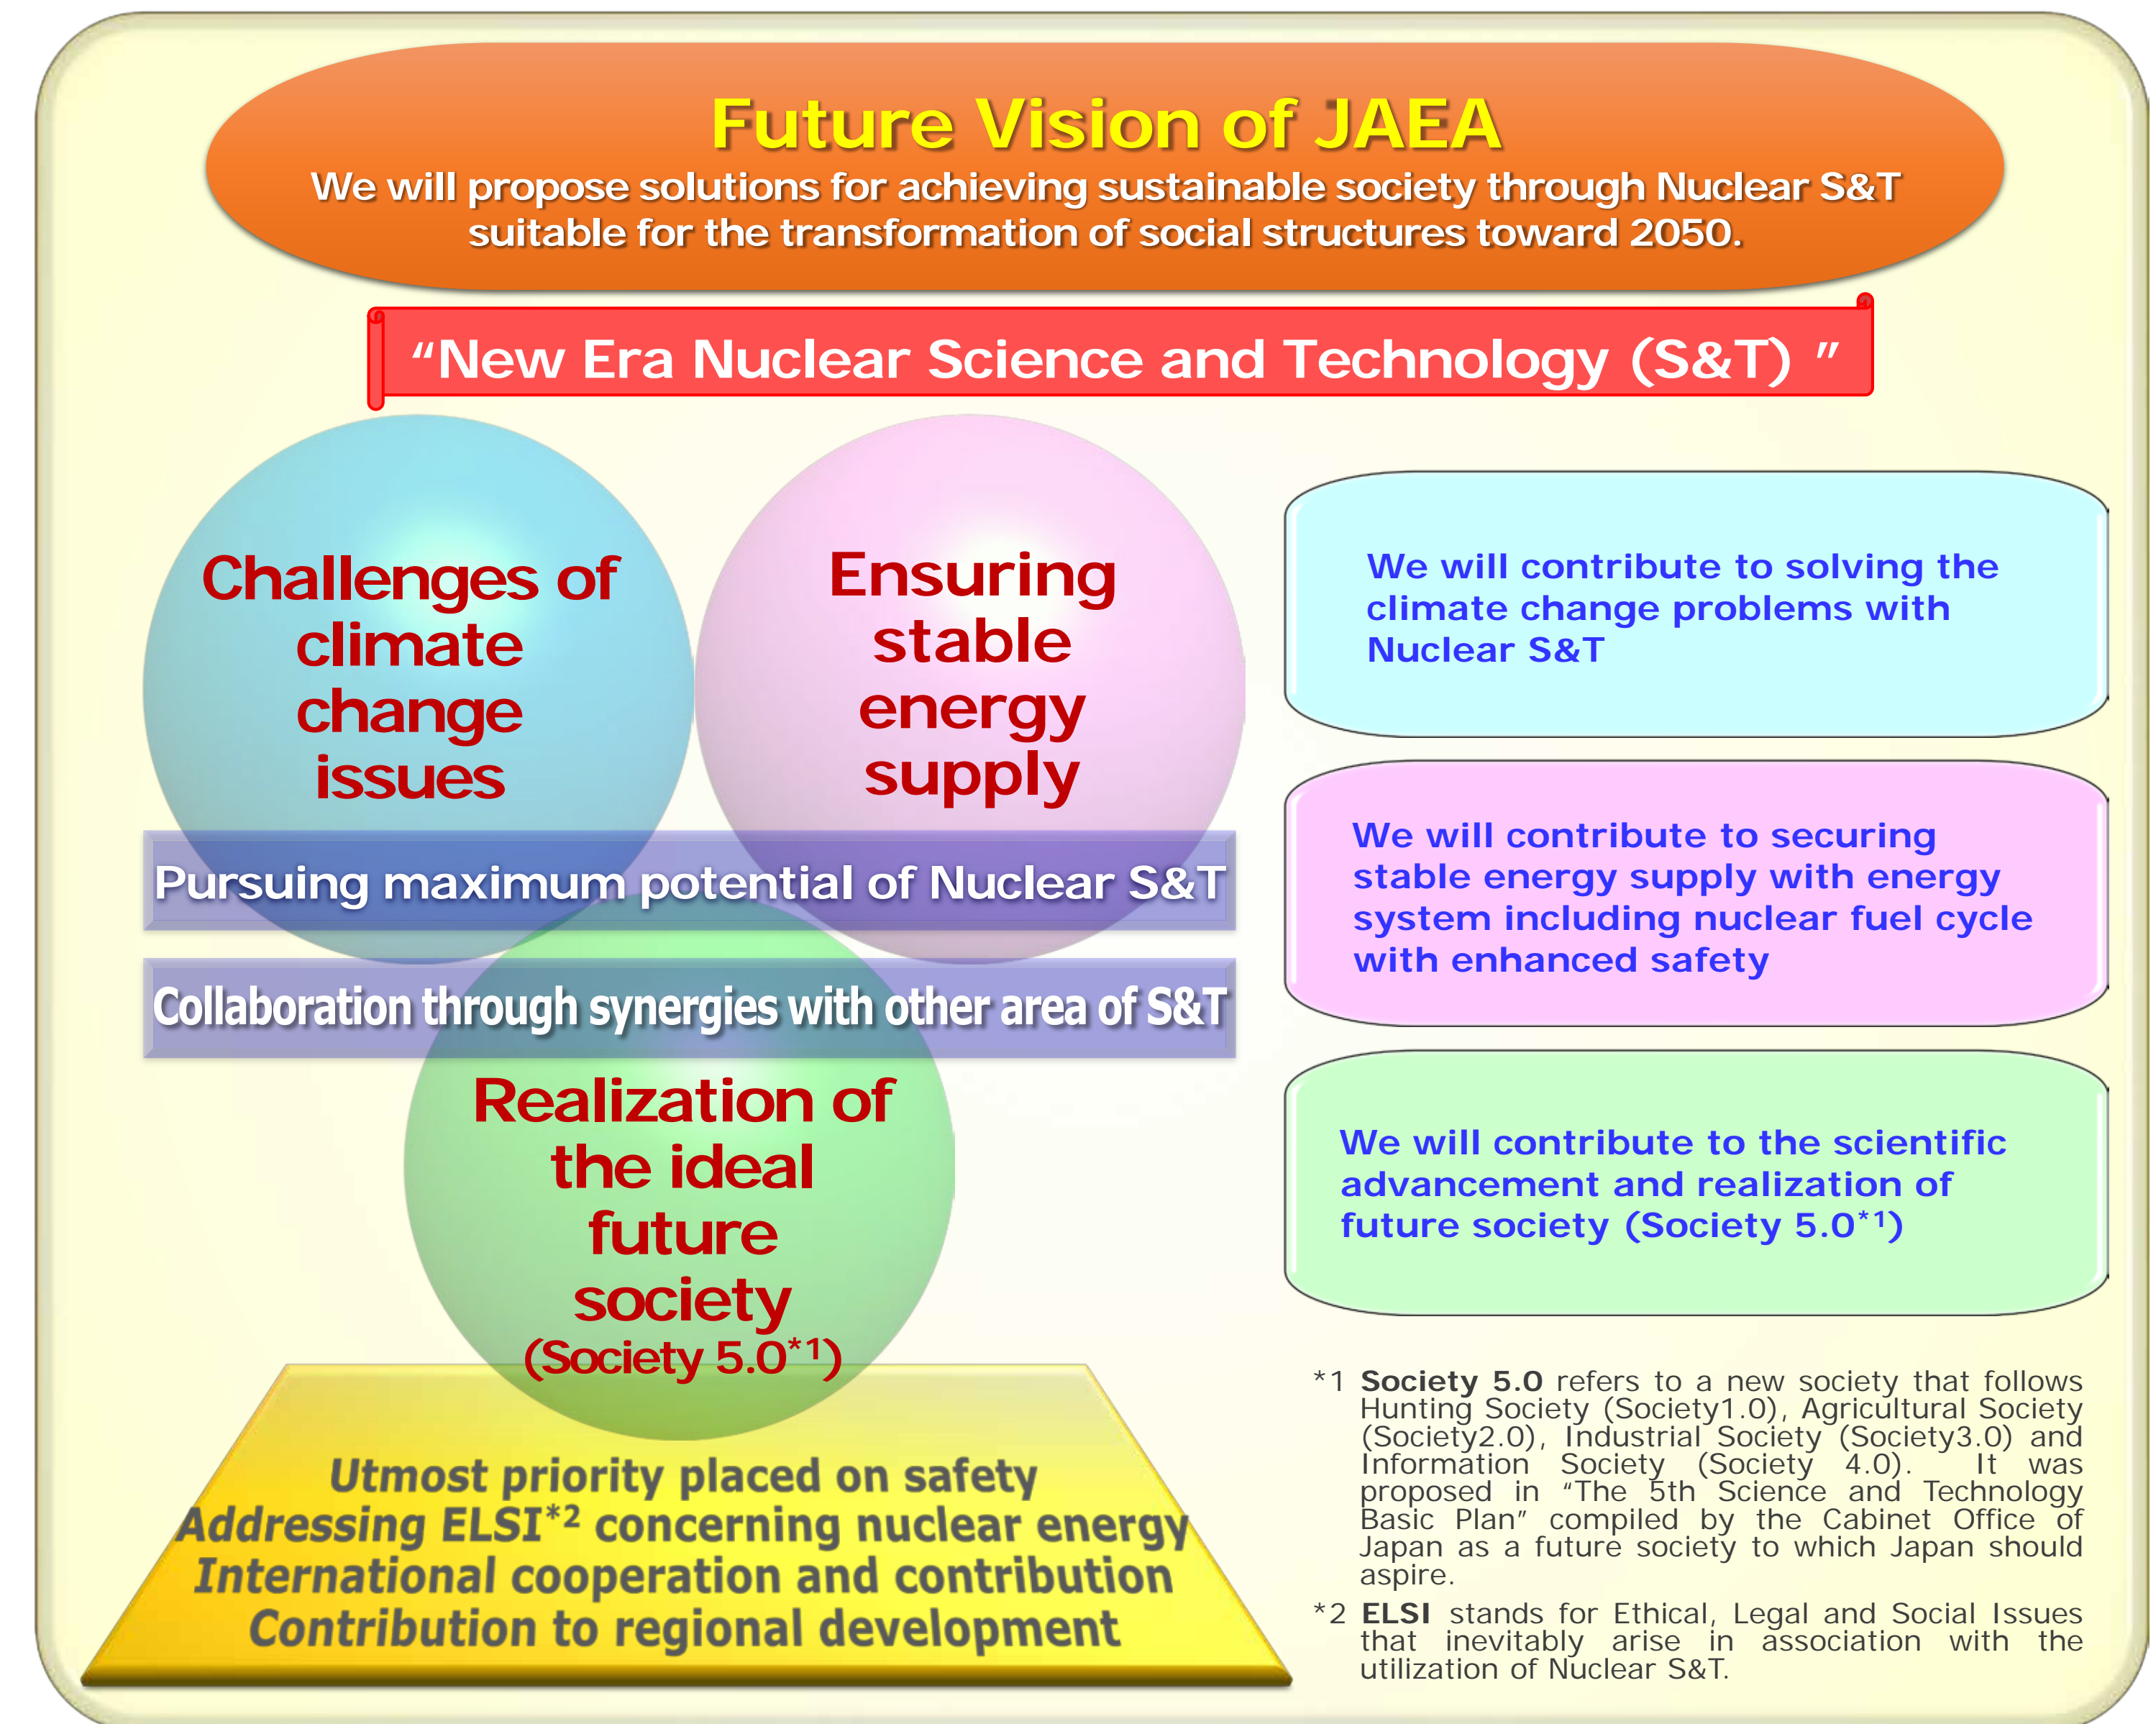 Future Vision of JAEA
We will propose solutions for achieving sustainable society through Nuclear S&T
suitable for the transformation of social structures toward 2050.
“New Era Nuclear Science and Technology (S&T) ”
Challenges of
climate
change
issues
Ensuring
stable
energy
supply
Pursuing maximum potential of Nuclear S&T
Collaboration through synergies with other area of S&T
Realization of
the ideal
future
society
(Society 5.0*1)
Utmost priority placed on safety
Addressing ELSI*2 concerning nuclear energy
International cooperation and contribution
Contribution to regional development
We will contribute to solving the
climate change problems with
Nuclear S&T
We will contribute to securing
stable energy supply with energy
system including nuclear fuel cycle
with enhanced safety
We will contribute to the scientific
advancement and realization of
future society (Society 5.0*1)
*1 Society 5.0 refers to a new society that follows
Hunting Society (Society1.0), Agricultural Society
(Society2.0), Industrial Society (Society3.0) and
Information Society (Society 4.0). It was
proposed in “The 5th Science and Technology
Basic Plan” compiled by the Cabinet Office of
Japan as a future society to which Japan should
aspire.
*2 ELSI stands for Ethical, Legal and Social Issues
that inevitably arise in association with the
utilization of Nuclear S&T.